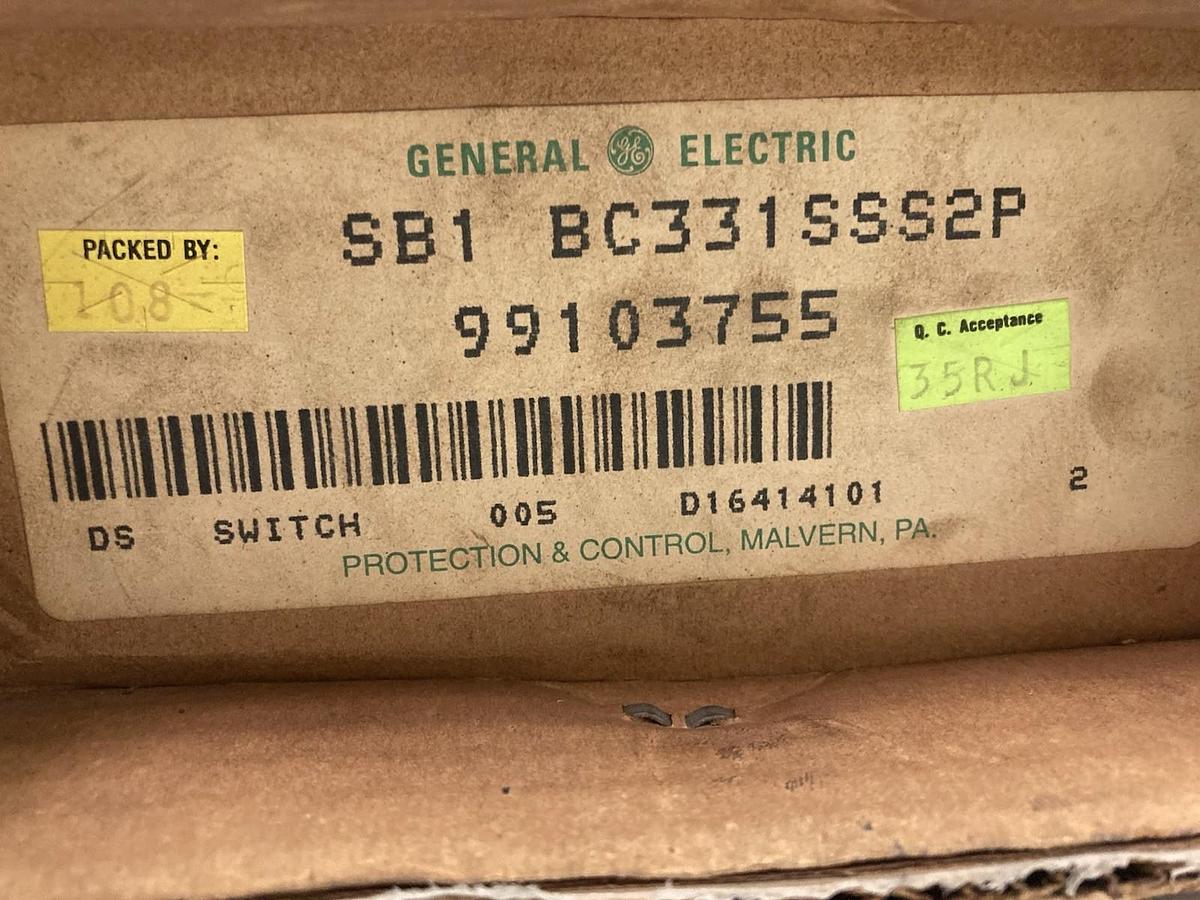 GENERAL GE ELECTRIC
SB1 BC331SSS2P
PACKED BY:
108
99103755
Q. C. Acceptance
35RJ
DS SWITCH 005 D16414101 2
PROTECTION & CONTROL, MALVERN, PA.